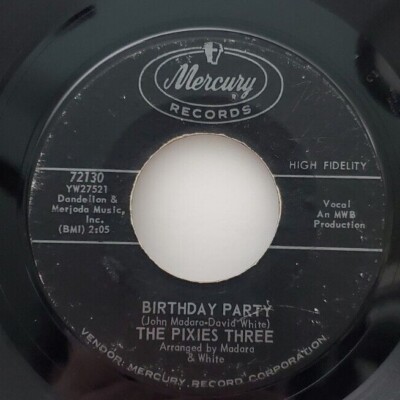 Mercury
RECORDS
HIGH FIDELITY
72130
YW27521
Dandelion &
Merjoda Music,
Inc.
(BMI) 2:05
Vocal
An MWB
Production
BIRTHDAY PARTY
(John Madara-David White)
THE PIXIES THREE
Arranged by Madara
& White
VENDOR: MERCURY RECORD CORPORATION